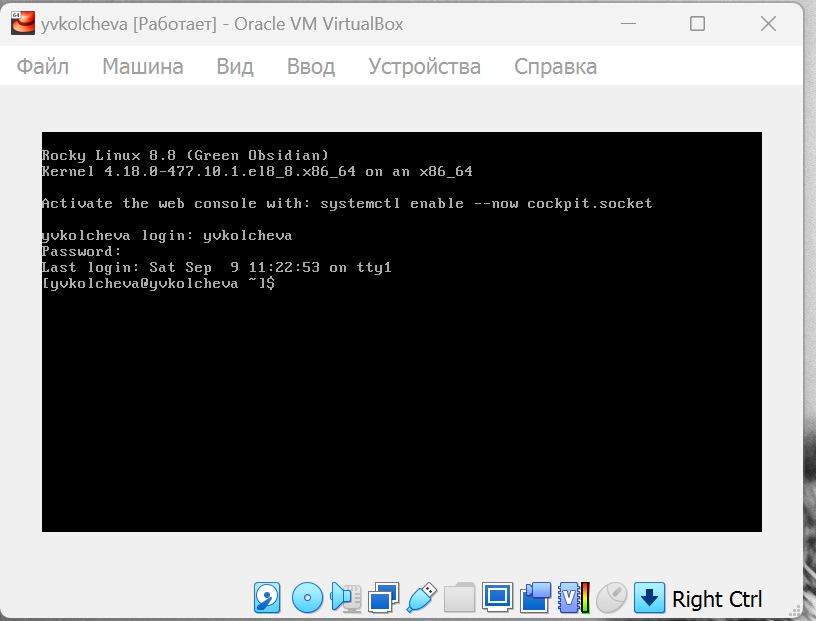 yvkolcheva [Работает] - Oracle VM VirtualBox
Файл Машина Вид Ввод Устройства Справка
Rocky Linux 8.8 (Green Obsidian)
Kernel 4.18.0-477.10.1.el8_8.x86_64 on an x86_64
Activate the web console with: systemctl enable --now cockpit.socket
yvkolcheva login: yvkolcheva
Password:
Last login: Sat Sep  9 11:22:53 on tty1
[yvkolcheva@yvkolcheva ~]$
Right Ctrl